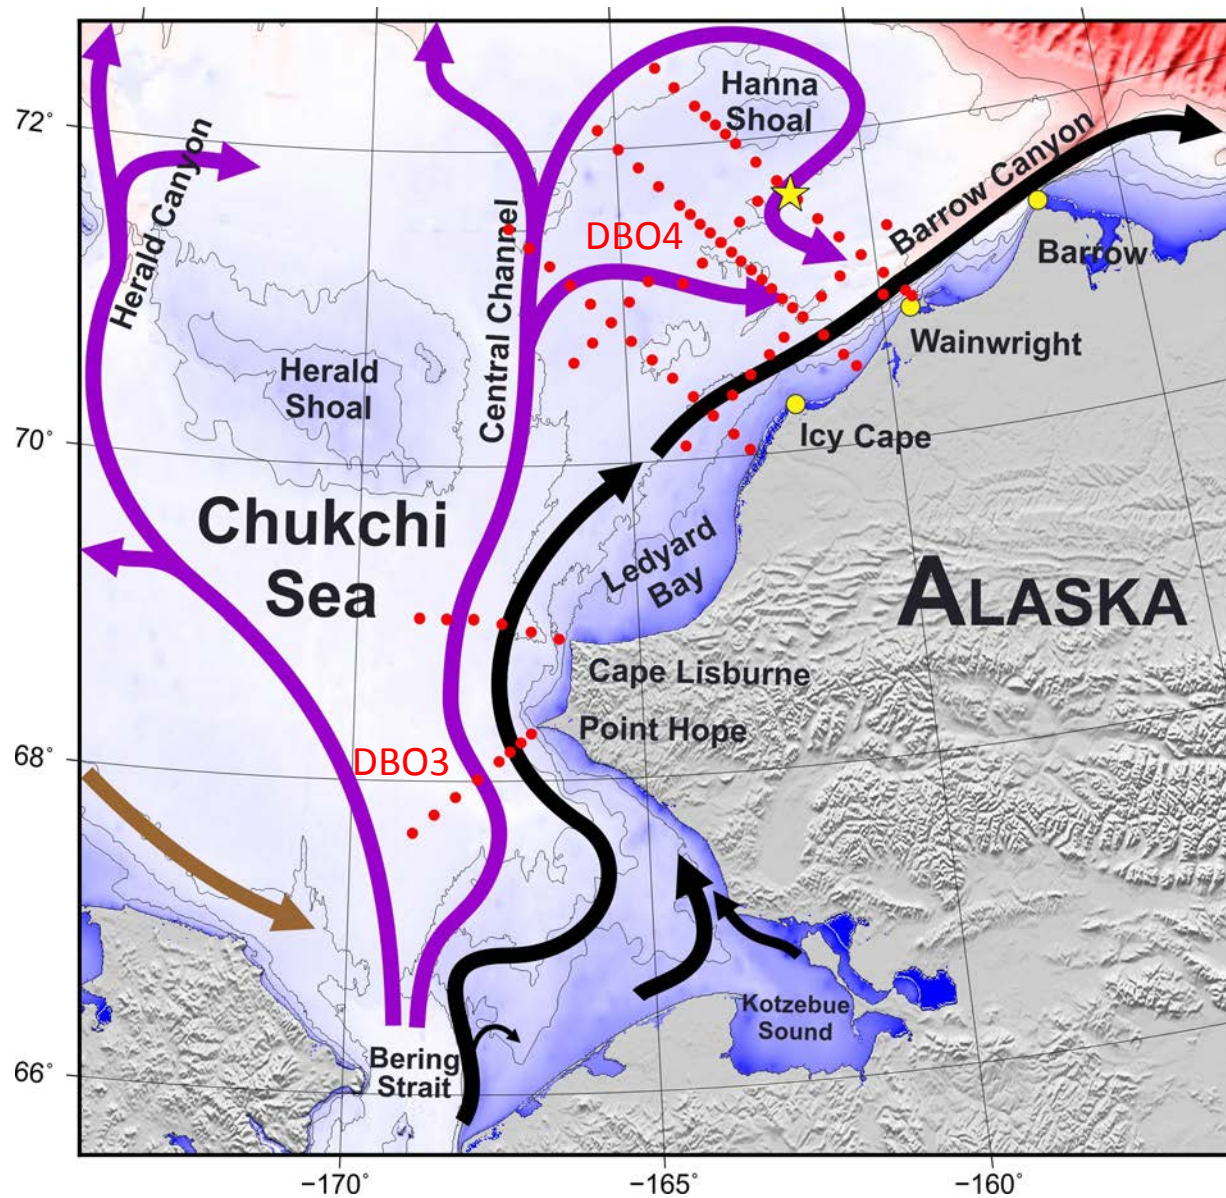 Hanna
Shoal
72°
Herald Canyon
Barrow Canyon
Central Channel
DBO4
Barrow
Wainwright
Herald
Shoal
Icy Cape
70°
Chukchi
Sea
Ledyard
Bay
ALASKA
Cape Lisburne
Point Hope
DBO3
68°
Kotzebue
Sound
Bering
Strait
66°
−170°
−165°
−160°